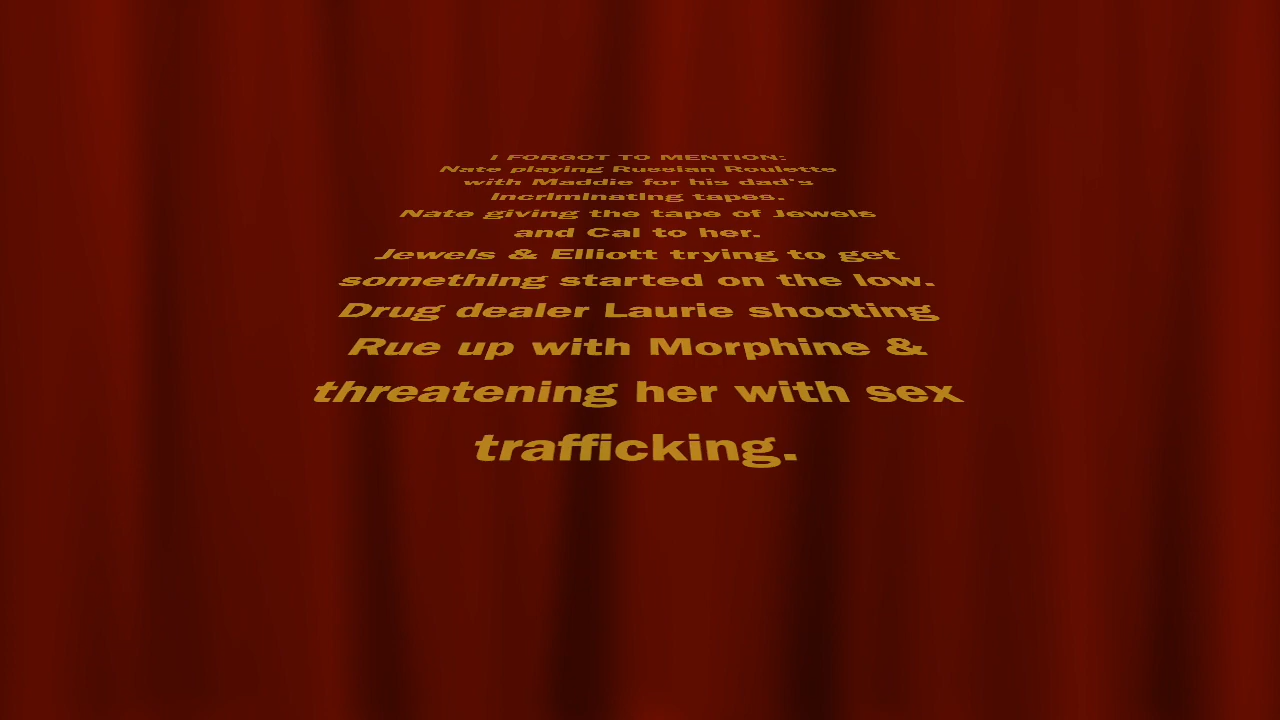 I FORGOT TO MENTION:
Nate playing Russian Roulette
with Maddie for his dad's
incriminating tapes.
Nate giving the tape of Jewels
and Cal to her.
Jewels & Elliott trying to get
something started on the low.
Drug dealer Laurie shooting
Rue up with Morphine &
threatening her with sex
trafficking.